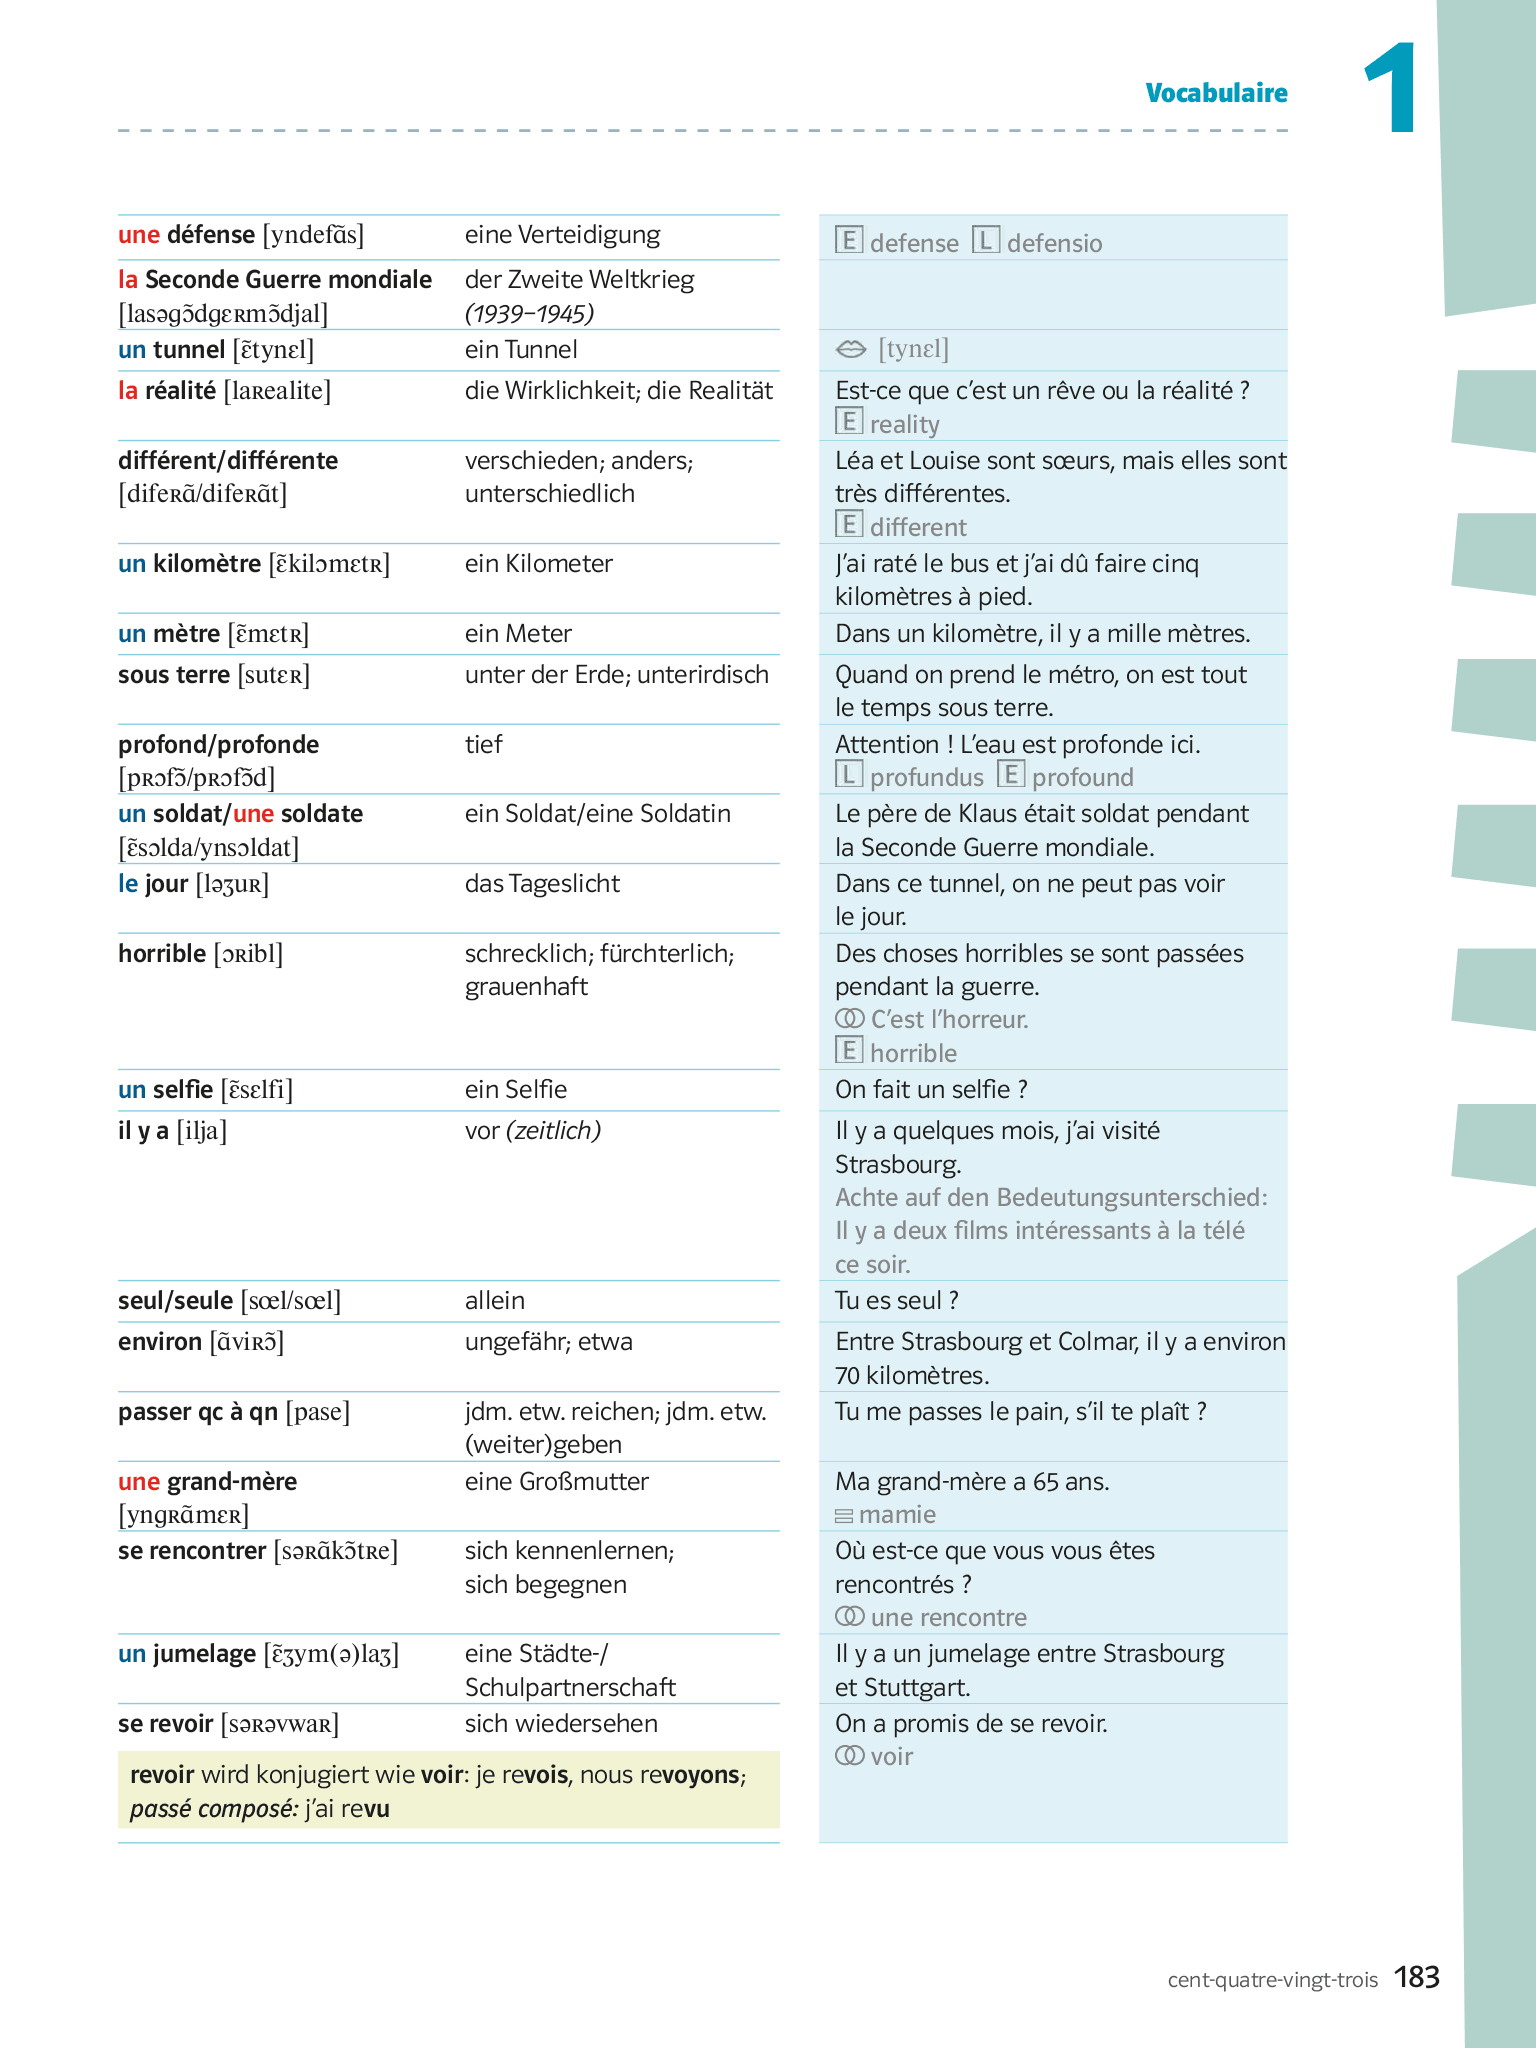 Vocabulaire
1
une défense [yndefɑ̃s] eine Verteidigung E defense L defensio
la Seconde Guerre mondiale der Zweite Weltkrieg
[lasəgɔ̃dgɛʀmɔ̃djal] (1939–1945)
un tunnel [ɛ̃tynɛl] ein Tunnel [tynɛl]
la réalité [laʀealite] die Wirklichkeit; die Realität Est-ce que c’est un rêve ou la réalité ?
E reality
différent/différente verschieden; anders; Léa et Louise sont sœurs, mais elles sont
[difeʀɑ̃/difeʀɑ̃t] unterschiedlich très différentes.
E different
un kilomètre [ɛ̃kilɔmɛtʀ] ein Kilometer J’ai raté le bus et j’ai dû faire cinq
kilomètres à pied.
un mètre [ɛ̃mɛtʀ] ein Meter Dans un kilomètre, il y a mille mètres.
sous terre [sutɛʀ] unter der Erde; unterirdisch Quand on prend le métro, on est tout
le temps sous terre.
profond/profonde tief Attention ! L’eau est profonde ici.
[pʀɔfɔ̃/pʀɔfɔ̃d] L profundus E profound
un soldat/une soldate ein Soldat/eine Soldatin Le père de Klaus était soldat pendant
[ɛ̃sɔlda/ynsɔldat] la Seconde Guerre mondiale.
le jour [ləʒuʀ] das Tageslicht Dans ce tunnel, on ne peut pas voir
le jour.
horrible [ɔʀibl] schrecklich; fürchterlich; Des choses horribles se sont passées
grauenhaft pendant la guerre.
C’est l’horreur.
E horrible
un selfie [ɛ̃sɛlfi] ein Selfie On fait un selfie ?
il y a [ilja] vor (zeitlich) Il y a quelques mois, j’ai visité
Strasbourg.
Achte auf den Bedeutungsunterschied:
Il y a deux films intéressants à la télé
ce soir.
seul/seule [sœl/sœl] allein Tu es seul ?
environ [ɑ̃viʀɔ̃] ungefähr; etwa Entre Strasbourg et Colmar, il y a environ
70 kilomètres.
passer qc à qn [pase] jdm. etw. reichen; jdm. etw. Tu me passes le pain, s’il te plaît ?
(weiter)geben
une grand-mère eine Großmutter Ma grand-mère a 65 ans.
[yngʀɑ̃mɛʀ] = mamie
se rencontrer [səʀɑ̃kɔ̃tʀe] sich kennenlernen; Où est-ce que vous vous êtes
sich begegnen rencontrés ?
une rencontre
un jumelage [ɛ̃ʒym(ə)laʒ] eine Städte-/ Il y a un jumelage entre Strasbourg
Schulpartnerschaft et Stuttgart.
se revoir [səʀəvwaʀ] sich wiedersehen On a promis de se revoir.
voir
revoir wird konjugiert wie voir: je revois, nous revoyons;
passé composé: j’ai revu
cent-quatre-vingt-trois 183